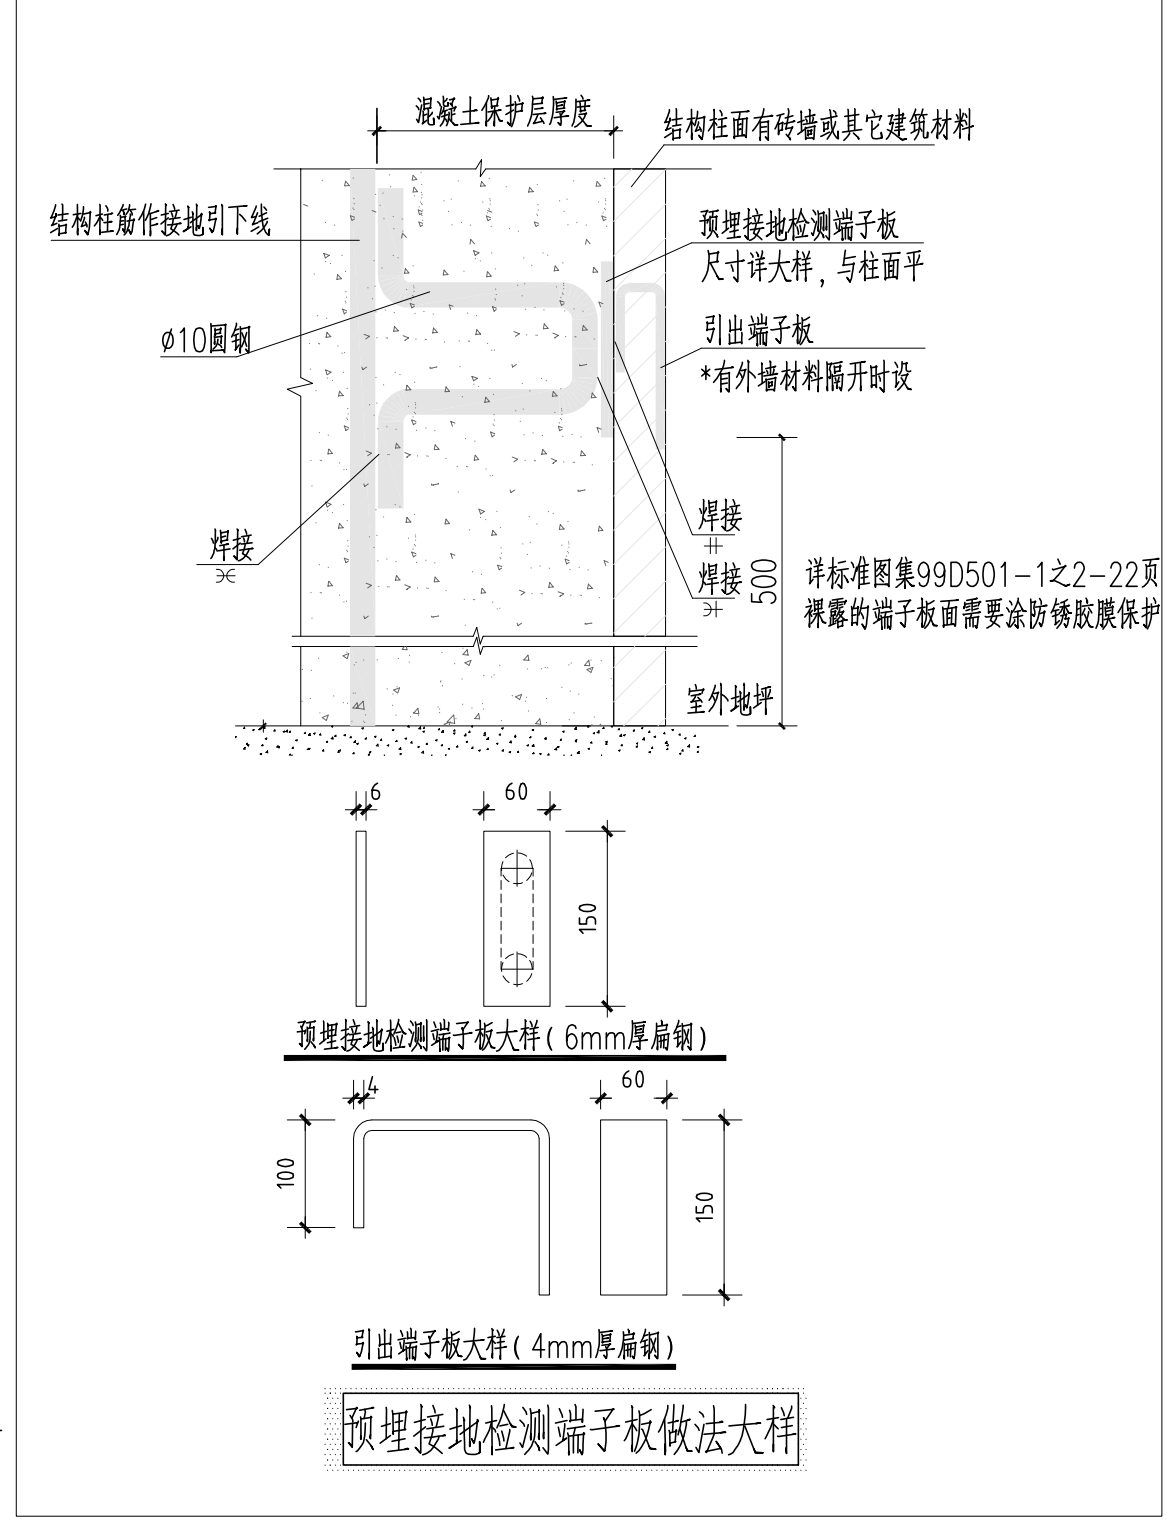 混凝土保护层厚度
结构柱面有砖墙或其它建筑材料
结构柱筋作接地引下线
预埋接地检测端子板
尺寸详大样，与柱面平
ø10圆钢
引出端子板
*有外墙材料隔开时设
焊接
焊接
焊接
500
详标准图集99D501-1之2-22页
裸露的端子板面需要涂防锈胶膜保护
室外地坪
6
60
150
预埋接地检测端子板大样(6mm厚扁钢)
4
60
100
150
引出端子板大样(4mm厚扁钢)
预埋接地检测端子板做法大样